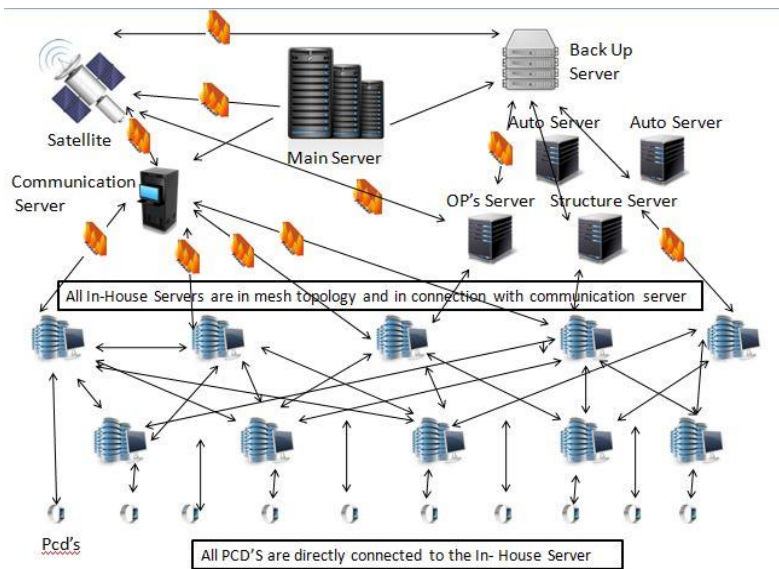 Back Up
Server
Satellite
Main Server
Auto Server
Auto Server
Communication
Server
OP's Server
Structure Server
All In-House Servers are in mesh topology and in connection with communication server
Pcd's
All PCD'S are directly connected to the In- House Server